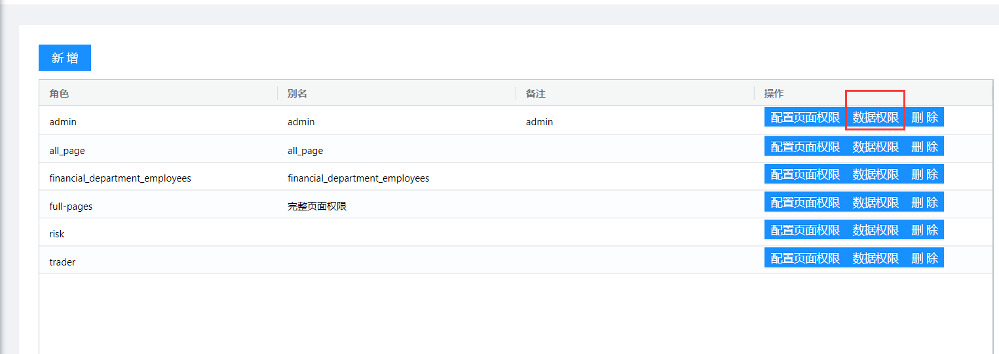 新 增
角色 别名 备注 操作
admin admin admin 配置页面权限 数据权限 删 除
all_page all_page 配置页面权限 数据权限 删 除
financial_department_employees financial_department_employees 配置页面权限 数据权限 删 除
full-pages 完整页面权限 配置页面权限 数据权限 删 除
risk 配置页面权限 数据权限 删 除
trader 配置页面权限 数据权限 删 除